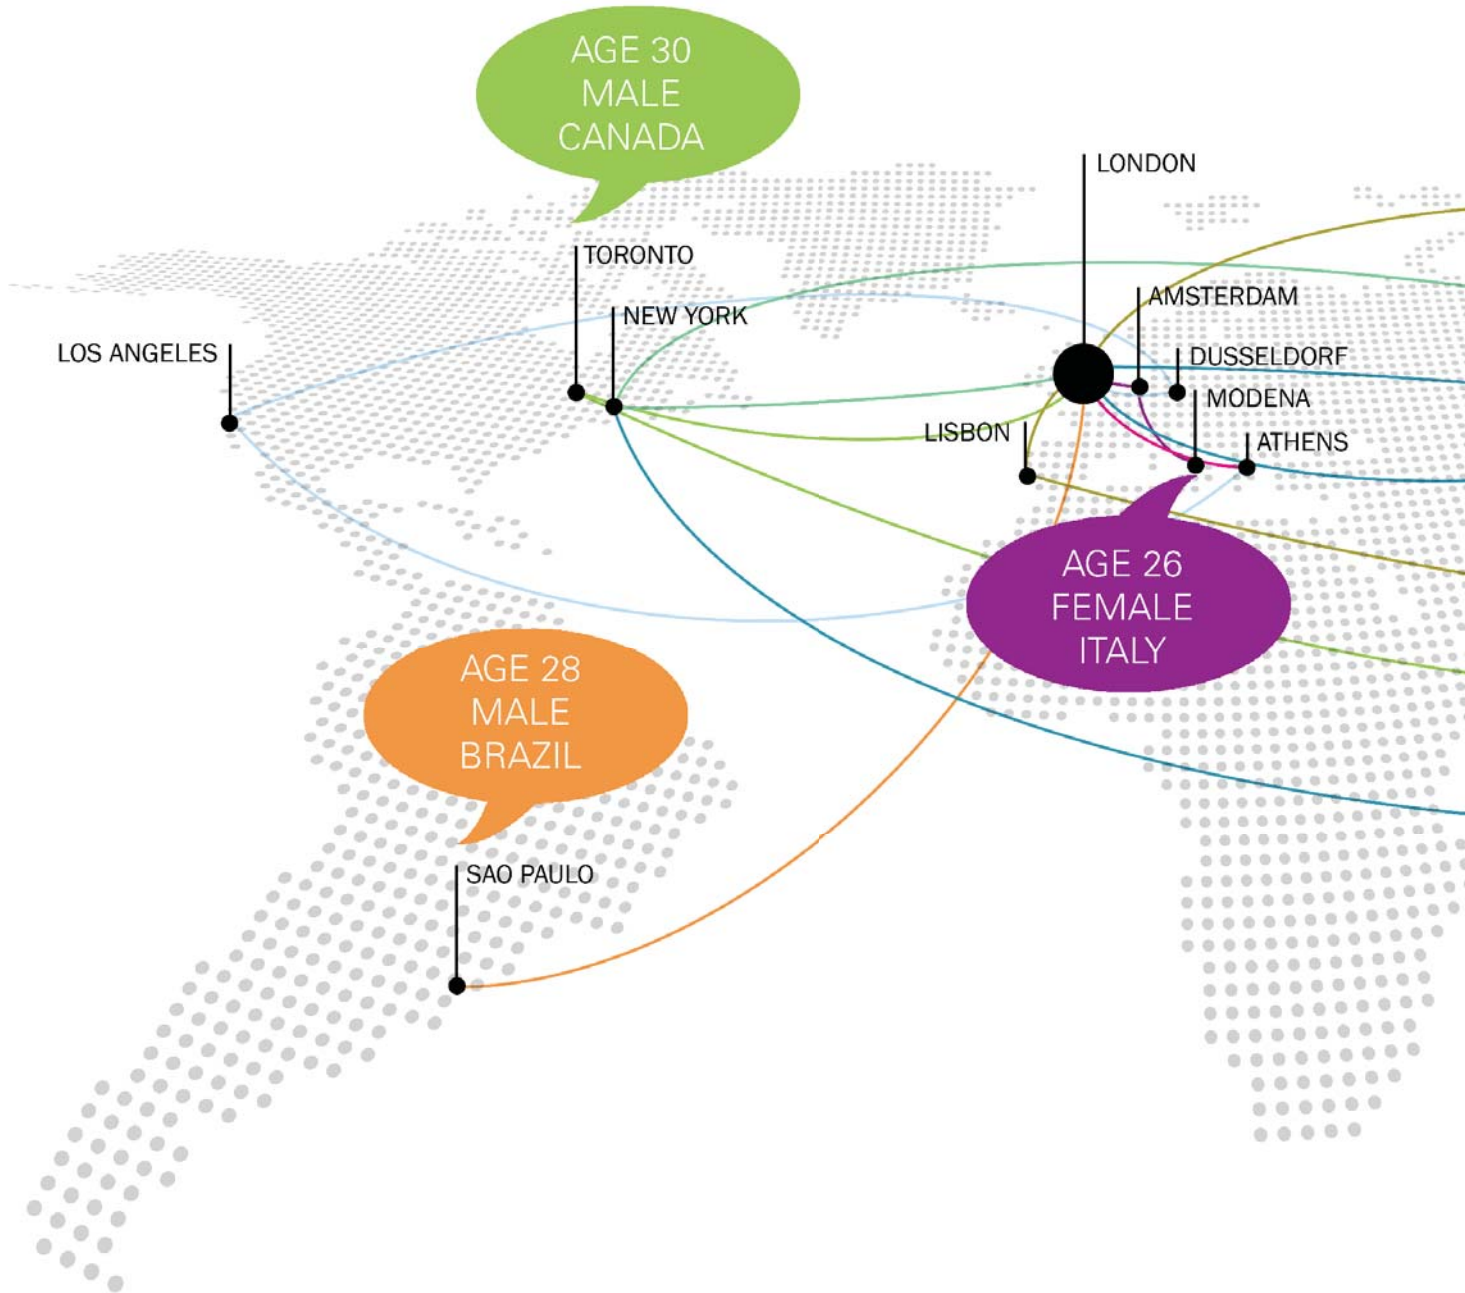 AGE 30
MALE
CANADA
LONDON
TORONTO
AMSTERDAM
NEW YORK
LOS ANGELES
DUSSELDORF
MODENA
LISBON
ATHENS
AGE 26
FEMALE
ITALY
AGE 28
MALE
BRAZIL
SAO PAULO